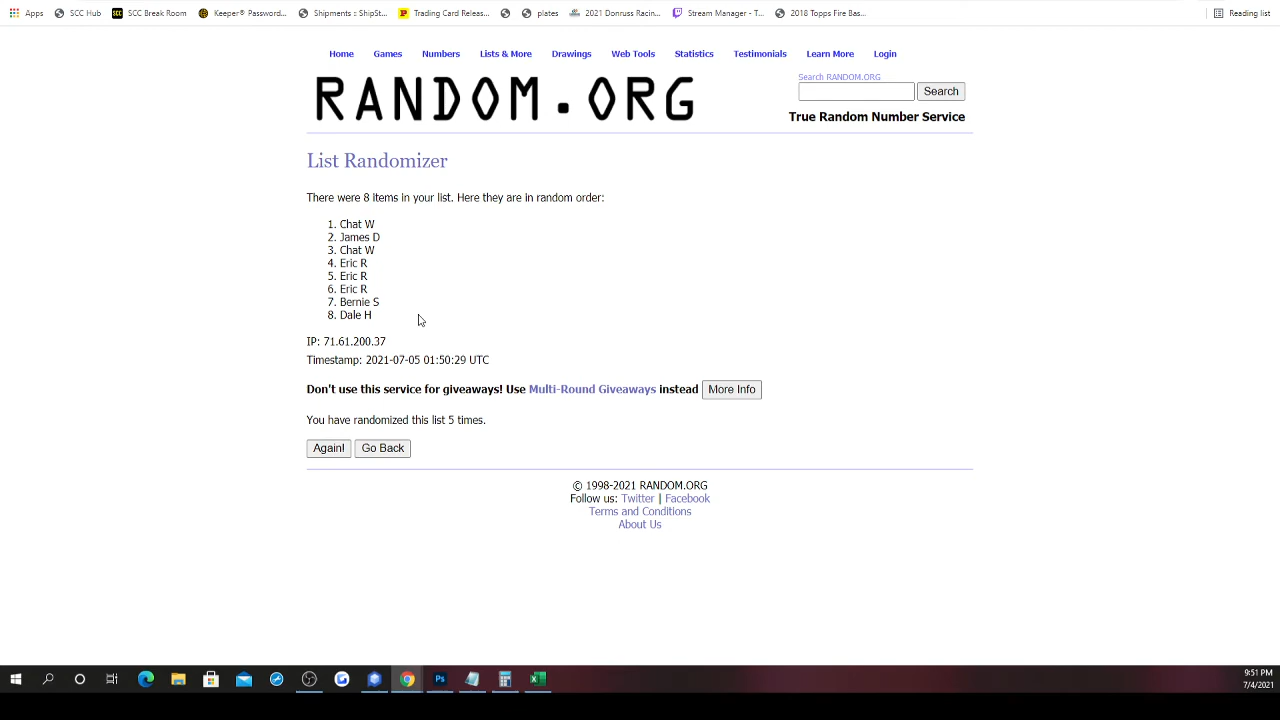 Apps SCC Hub SCC Break Room Keeper® Password... Shipments :: ShipSt... Trading Card Releas... plates 2021 Donruss Racin... Stream Manager - T... 2018 Topps Fire Bas... Reading list
Home Games Numbers Lists & More Drawings Web Tools Statistics Testimonials Learn More Login
RANDOM.ORG
Search RANDOM.ORG
Search
True Random Number Service
List Randomizer
There were 8 items in your list. Here they are in random order:
1. Chat W
2. James D
3. Chat W
4. Eric R
5. Eric R
6. Eric R
7. Bernie S
8. Dale H
IP: 71.61.200.37
Timestamp: 2021-07-05 01:50:29 UTC
Don't use this service for giveaways! Use Multi-Round Giveaways instead More Info
You have randomized this list 5 times.
Again! Go Back
© 1998-2021 RANDOM.ORG
Follow us: Twitter | Facebook
Terms and Conditions
About Us
9:51 PM
7/4/2021